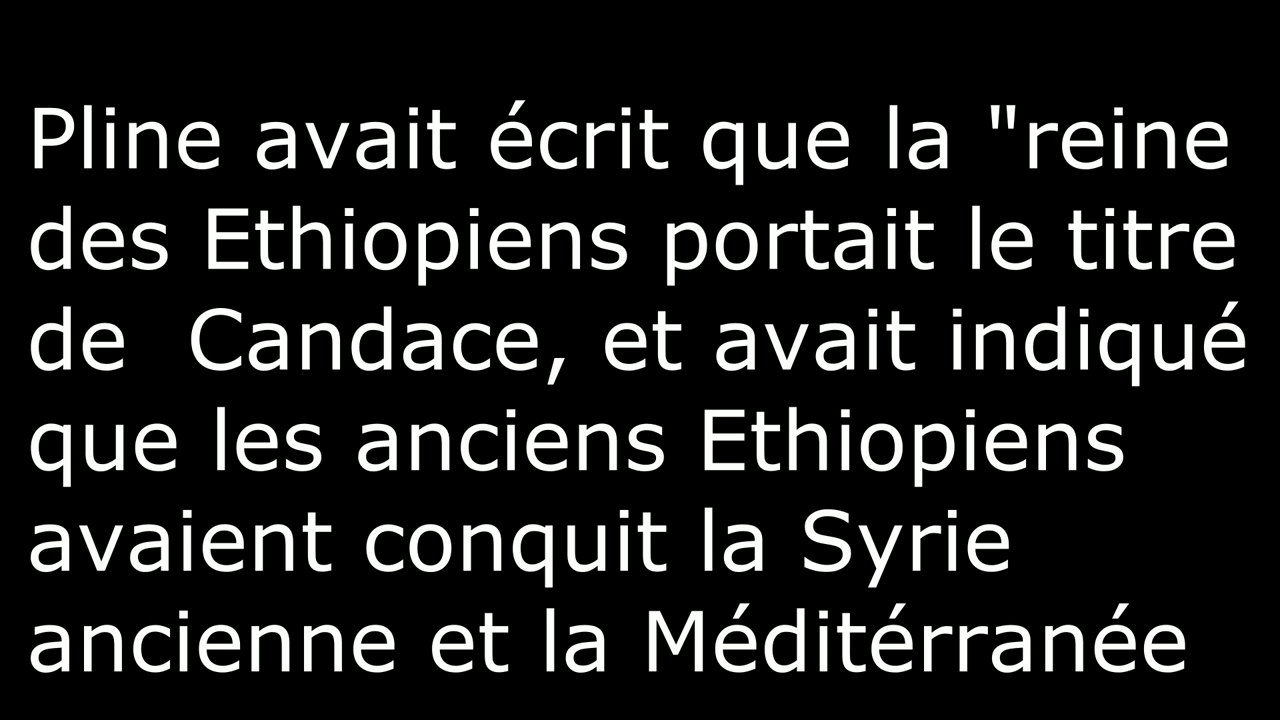 Pline avait écrit que la "reine
des Ethiopiens portait le titre
de  Candace, et avait indiqué
que les anciens Ethiopiens
avaient conquit la Syrie
ancienne et la Méditérranée